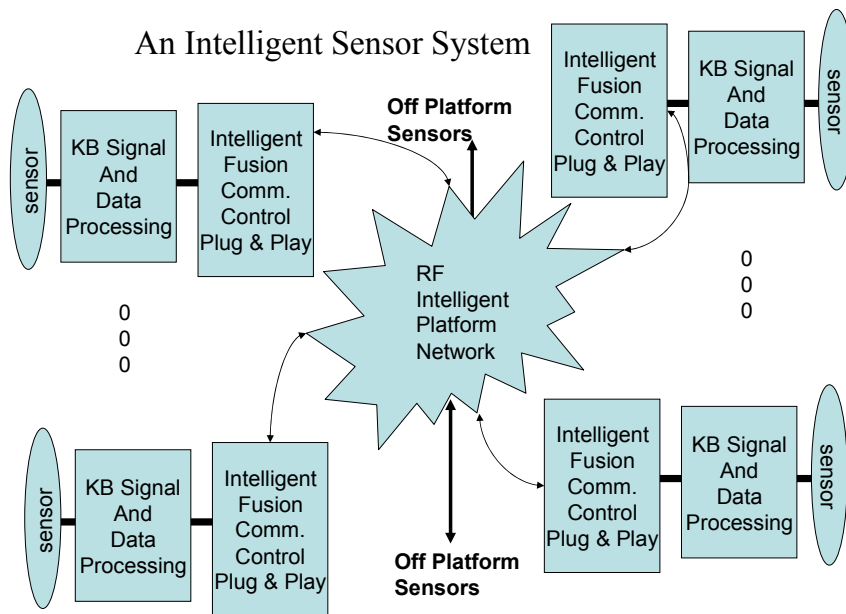 An Intelligent Sensor System
sensor
KB Signal
And
Data
Processing
Intelligent
Fusion
Comm.
Control
Plug & Play
Off Platform
Sensors
Intelligent
Fusion
Comm.
Control
Plug & Play
KB Signal
And
Data
Processing
sensor
0
0
0
RF
Intelligent
Platform
Network
0
0
0
sensor
KB Signal
And
Data
Processing
Intelligent
Fusion
Comm.
Control
Plug & Play
Off Platform
Sensors
Intelligent
Fusion
Comm.
Control
Plug & Play
KB Signal
And
Data
Processing
sensor